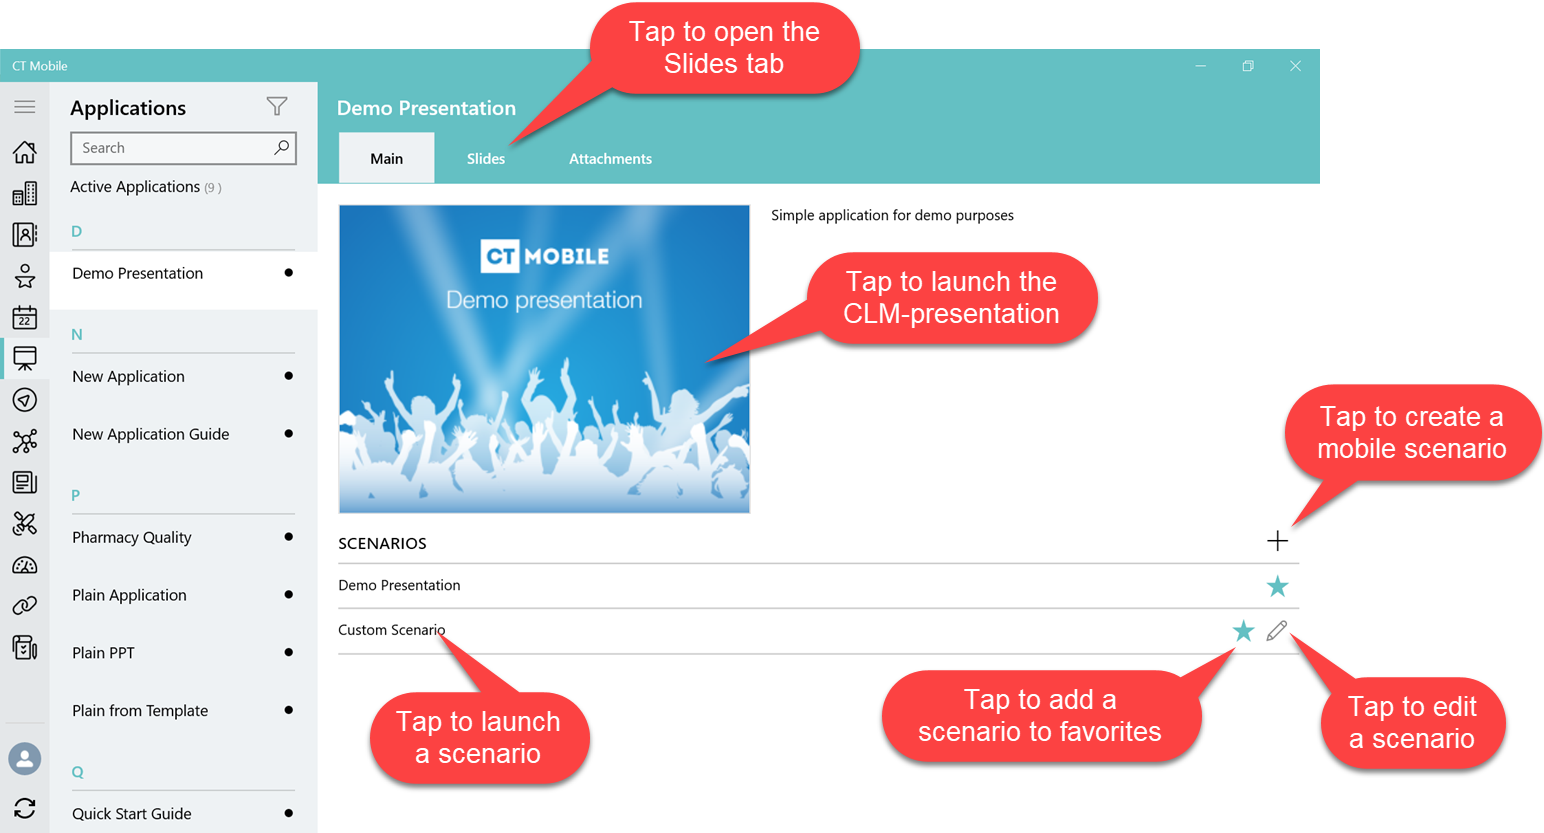 Tap to open the
Slides tab
CT Mobile
Applications
Search
Active Applications (9)
D
Demo Presentation
N
New Application
New Application Guide
P
Pharmacy Quality
Plain Application
Plain PPT
Plain from Template
Q
Quick Start Guide
22
Demo Presentation
Main
Slides
Attachments
CT MOBILE
Demo presentation
Simple application for demo purposes
Tap to launch the
CLM-presentation
Tap to create a
mobile scenario
SCENARIOS
Demo Presentation
Custom Scenario
Tap to launch
a scenario
Tap to add a
scenario to favorites
Tap to edit
a scenario